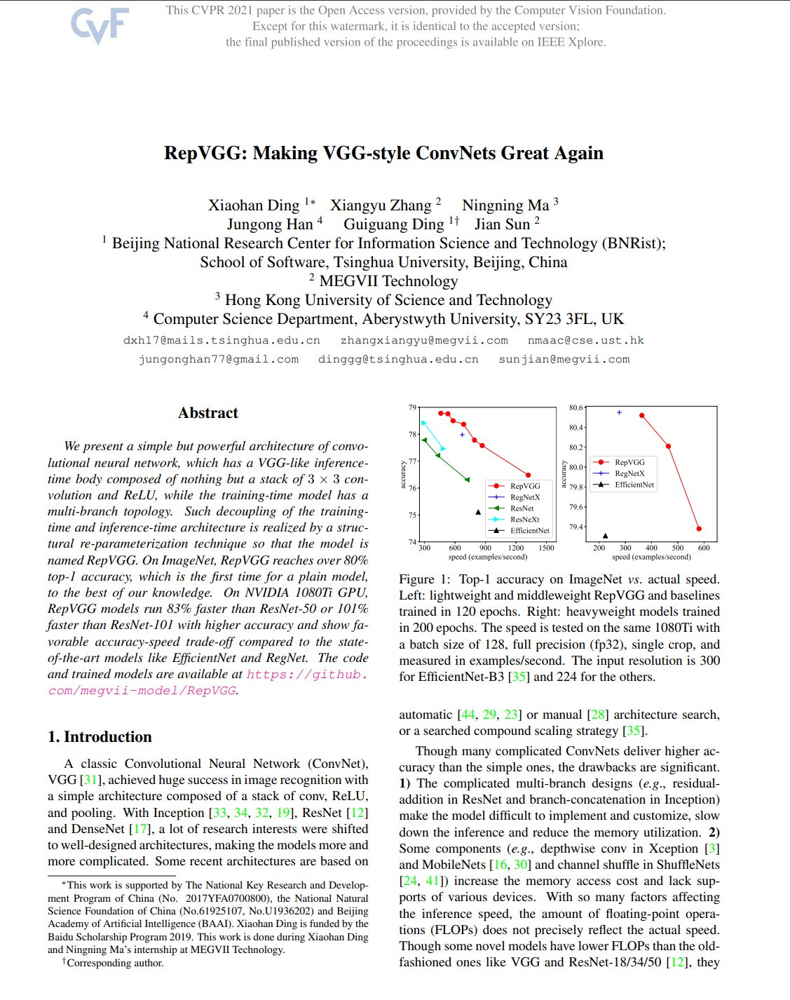 CVF
This CVPR 2021 paper is the Open Access version, provided by the Computer Vision Foundation.
Except for this watermark, it is identical to the accepted version;
the final published version of the proceedings is available on IEEE Xplore.
RepVGG: Making VGG-style ConvNets Great Again
Xiaohan Ding 1* Xiangyu Zhang 2 Ningning Ma 3
Jungong Han 4 Guiguang Ding 1† Jian Sun 2
1 Beijing National Research Center for Information Science and Technology (BNRist);
School of Software, Tsinghua University, Beijing, China
2 MEGVII Technology
3 Hong Kong University of Science and Technology
4 Computer Science Department, Aberystwyth University, SY23 3FL, UK
dxh17@mails.tsinghua.edu.cn zhangxiangyu@megvii.com nmaac@cse.ust.hk
jungonghan77@gmail.com dinggg@tsinghua.edu.cn sunjian@megvii.com
Abstract
We present a simple but powerful architecture of convo-
lutional neural network, which has a VGG-like inference-
time body composed of nothing but a stack of 3 × 3 con-
volution and ReLU, while the training-time model has a
multi-branch topology. Such decoupling of the training-
time and inference-time architecture is realized by a struc-
tural re-parameterization technique so that the model is
named RepVGG. On ImageNet, RepVGG reaches over 80%
top-1 accuracy, which is the first time for a plain model,
to the best of our knowledge. On NVIDIA 1080Ti GPU,
RepVGG models run 83% faster than ResNet-50 or 101%
faster than ResNet-101 with higher accuracy and show fa-
vorable accuracy-speed trade-off compared to the state-
of-the-art models like EfficientNet and RegNet. The code
and trained models are available at https://github.
com/megvii-model/RepVGG.
1. Introduction
A classic Convolutional Neural Network (ConvNet),
VGG [31], achieved huge success in image recognition with
a simple architecture composed of a stack of conv, ReLU,
and pooling. With Inception [33, 34, 32, 19], ResNet [12]
and DenseNet [17], a lot of research interests were shifted
to well-designed architectures, making the models more and
more complicated. Some recent architectures are based on
*This work is supported by The National Key Research and Develop-
ment Program of China (No. 2017YFA0700800), the National Natural
Science Foundation of China (No.61925107, No.U1936202) and Beijing
Academy of Artificial Intelligence (BAAI). Xiaohan Ding is funded by the
Baidu Scholarship Program 2019. This work is done during Xiaohan Ding
and Ningning Ma's internship at MEGVII Technology.
†Corresponding author.
79
78
77
76
75
74
accuracy
300 600 900 1200 1500
speed (examples/second)
RepVGG
RegNetX
ResNet
ResNeXt
EfficientNet
80.6
80.4
80.2
80.0
79.8
79.6
79.4
accuracy
200 300 400 500 600
speed (examples/second)
RepVGG
RegNetX
EfficientNet
Figure 1: Top-1 accuracy on ImageNet vs. actual speed.
Left: lightweight and middleweight RepVGG and baselines
trained in 120 epochs. Right: heavyweight models trained
in 200 epochs. The speed is tested on the same 1080Ti with
a batch size of 128, full precision (fp32), single crop, and
measured in examples/second. The input resolution is 300
for EfficientNet-B3 [35] and 224 for the others.
automatic [44, 29, 23] or manual [28] architecture search,
or a searched compound scaling strategy [35].
Though many complicated ConvNets deliver higher ac-
curacy than the simple ones, the drawbacks are significant.
1) The complicated multi-branch designs (e.g., residual-
addition in ResNet and branch-concatenation in Inception)
make the model difficult to implement and customize, slow
down the inference and reduce the memory utilization. 2)
Some components (e.g., depthwise conv in Xception [3]
and MobileNets [16, 30] and channel shuffle in ShuffleNets
[24, 41]) increase the memory access cost and lack sup-
ports of various devices. With so many factors affecting
the inference speed, the amount of floating-point opera-
tions (FLOPs) does not precisely reflect the actual speed.
Though some novel models have lower FLOPs than the old-
fashioned ones like VGG and ResNet-18/34/50 [12], they